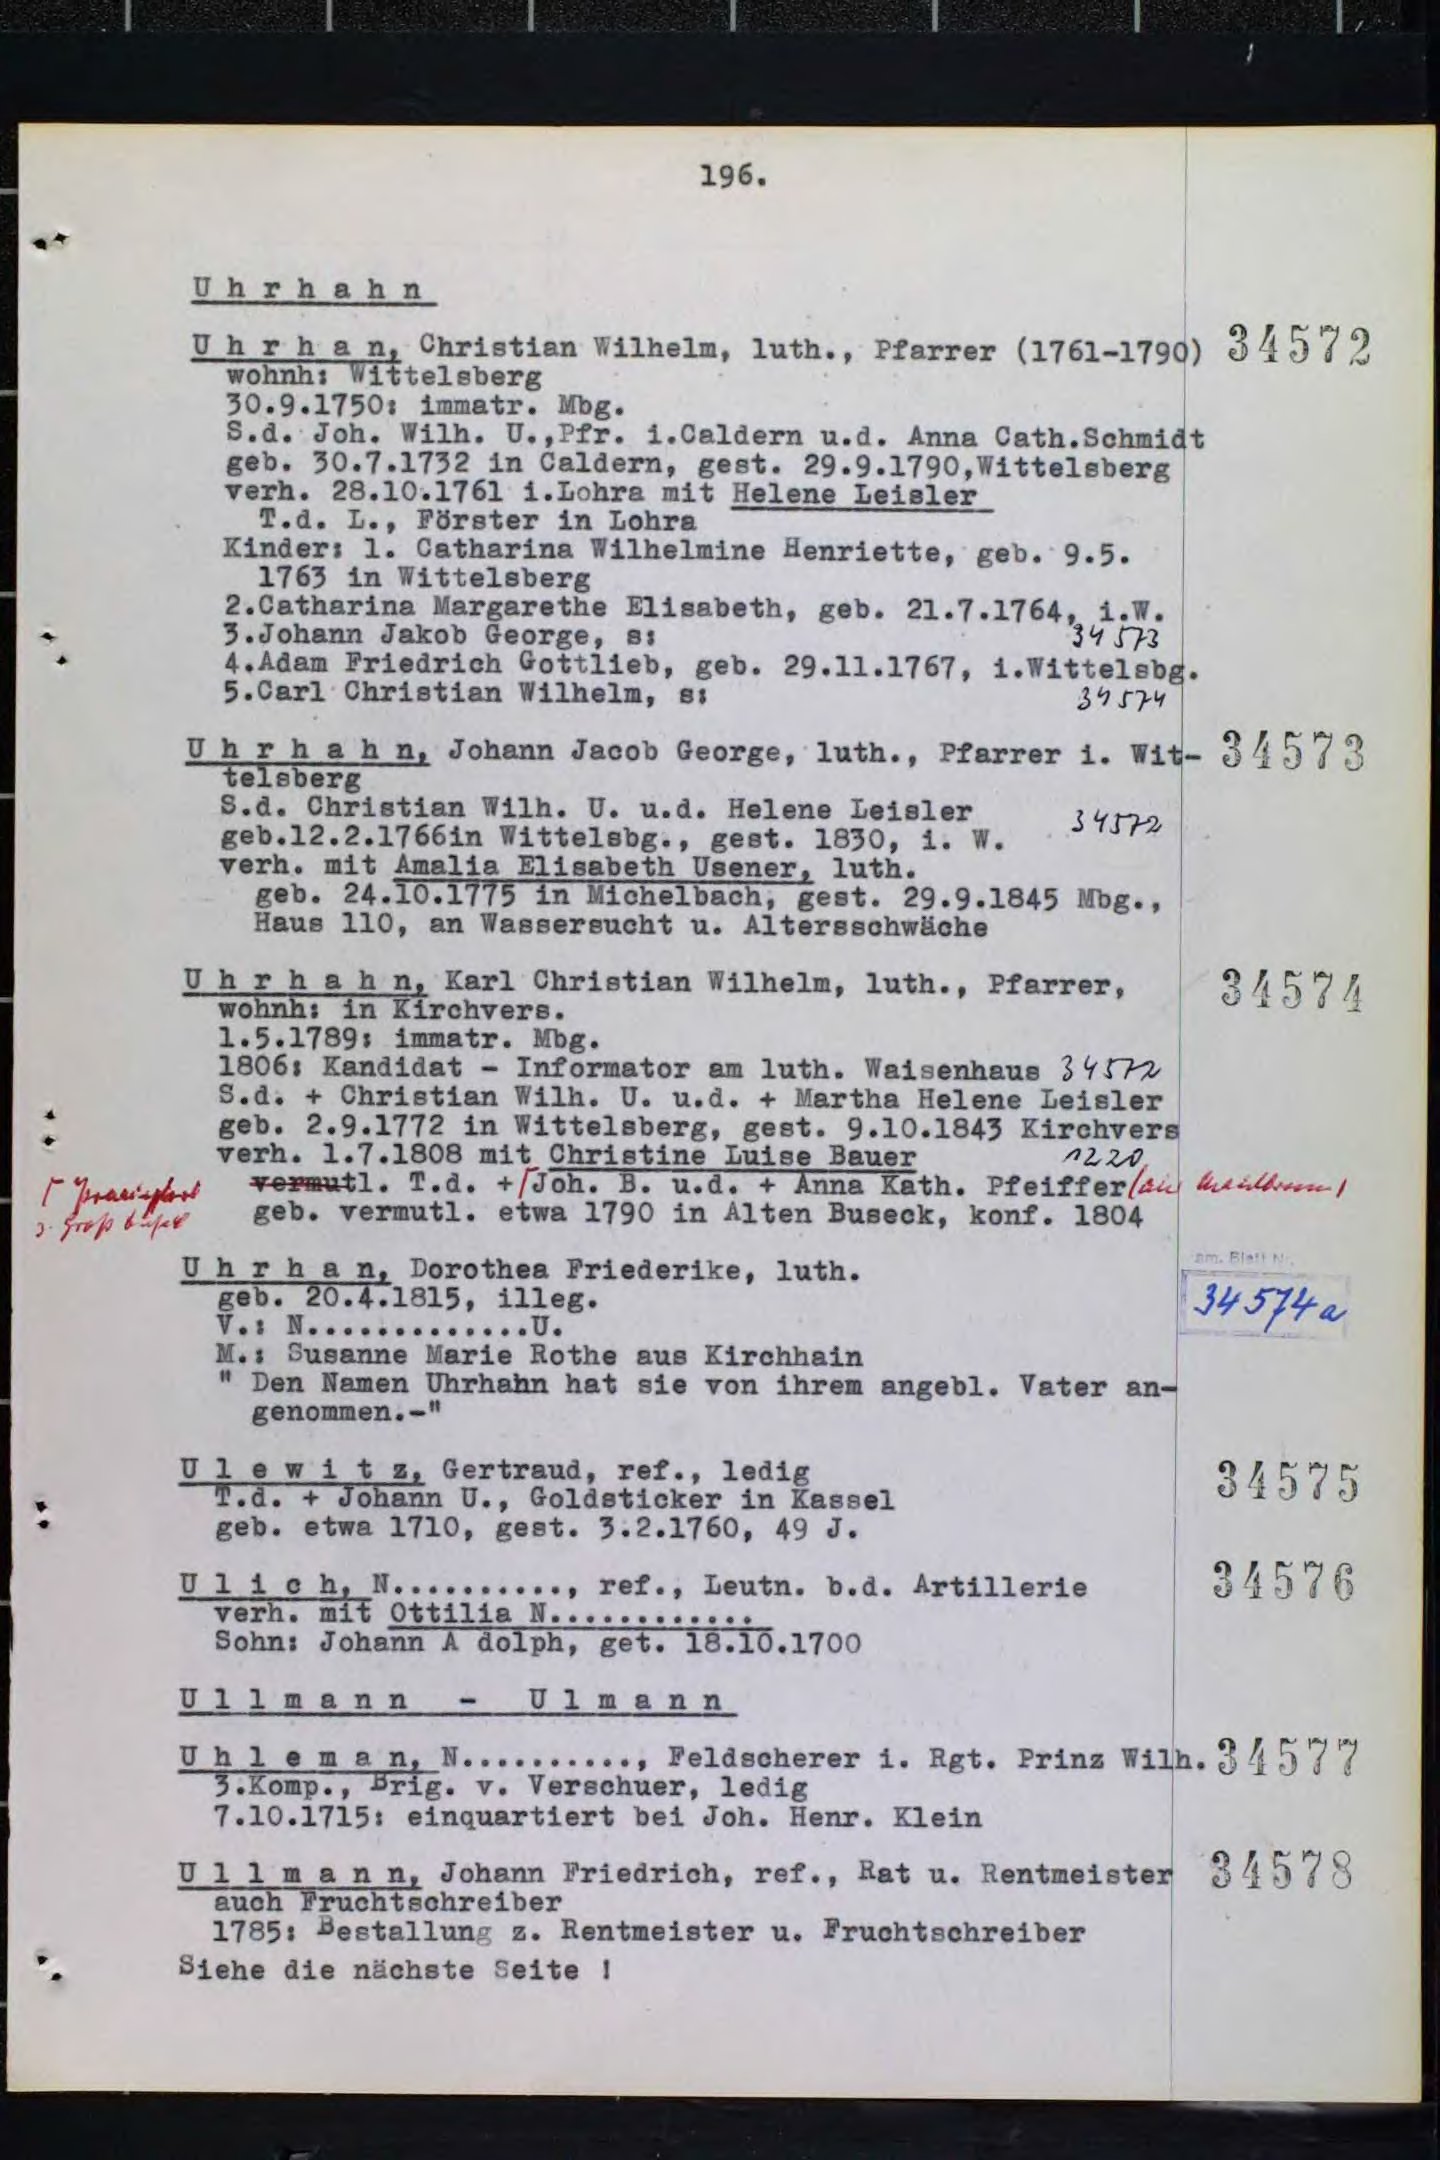 196.
U h r h a h n
U h r h a n, Christian Wilhelm, luth., Pfarrer (1761-1790) 34572
wohnh: Wittelsberg
30.9.1750: immatr. Mbg.
S.d. Joh. Wilh. U.,Pfr. i.Caldern u.d. Anna Cath.Schmidt
geb. 30.7.1732 in Caldern, gest. 29.9.1790,Wittelsberg
verh. 28.10.1761 i.Lohra mit Helene Leisler
T.d. L., Förster in Lohra
Kinder: 1. Catharina Wilhelmine Henriette, geb. 9.5.
1763 in Wittelsberg
2.Catharina Margarethe Elisabeth, geb. 21.7.1764, i.W.
3.Johann Jakob George, s: 34573
4.Adam Friedrich Gottlieb, geb. 29.11.1767, i.Wittelsbg.
5.Carl Christian Wilhelm, s: 34574
U h r h a h n, Johann Jacob George, luth., Pfarrer i. Wit- 34573
telsberg
S.d. Christian Wilh. U. u.d. Helene Leisler 34572
geb.12.2.1766in Wittelsbg., gest. 1830, i. W.
verh. mit Amalia Elisabeth Usener, luth.
geb. 24.10.1775 in Michelbach, gest. 29.9.1845 Mbg.,
Haus 110, an Wassersucht u. Altersschwäche
U h r h a h n, Karl Christian Wilhelm, luth., Pfarrer, 34574
wohnh: in Kirchvers.
1.5.1789: immatr. Mbg.
1806: Kandidat - Informator am luth. Waisenhaus 34572
S.d. + Christian Wilh. U. u.d. + Martha Helene Leisler
geb. 2.9.1772 in Wittelsberg, gest. 9.10.1843 Kirchvers
verh. 1.7.1808 mit Christine Luise Bauer 1220
vermutl. T.d. + Joh. B. u.d. + Anna Kath. Pfeiffer
geb. vermutl. etwa 1790 in Alten Buseck, konf. 1804
U h r h a n, Dorothea Friederike, luth.
am. Blatt Nr.
34574a
geb. 20.4.1815, illeg.
V.: N.............U.
M.: Susanne Marie Rothe aus Kirchhain
" Den Namen Uhrhahn hat sie von ihrem angebl. Vater an-
genommen.-"
U l e w i t z, Gertraud, ref., ledig 34575
T.d. + Johann U., Goldsticker in Kassel
geb. etwa 1710, gest. 3.2.1760, 49 J.
U l i c h, N.........., ref., Leutn. b.d. Artillerie 34576
verh. mit Ottilia N............
Sohn: Johann A dolph, get. 18.10.1700
U l l m a n n - U l m a n n
U h l e m a n, N.........., Feldscherer i. Rgt. Prinz Wilh. 34577
3.Komp., Brig. v. Verschuer, ledig
7.10.1715: einquartiert bei Joh. Henr. Klein
U l l m a n n, Johann Friedrich, ref., Rat u. Rentmeister 34578
auch Fruchtschreiber
1785: Bestallung z. Rentmeister u. Fruchtschreiber
Siehe die nächste Seite !